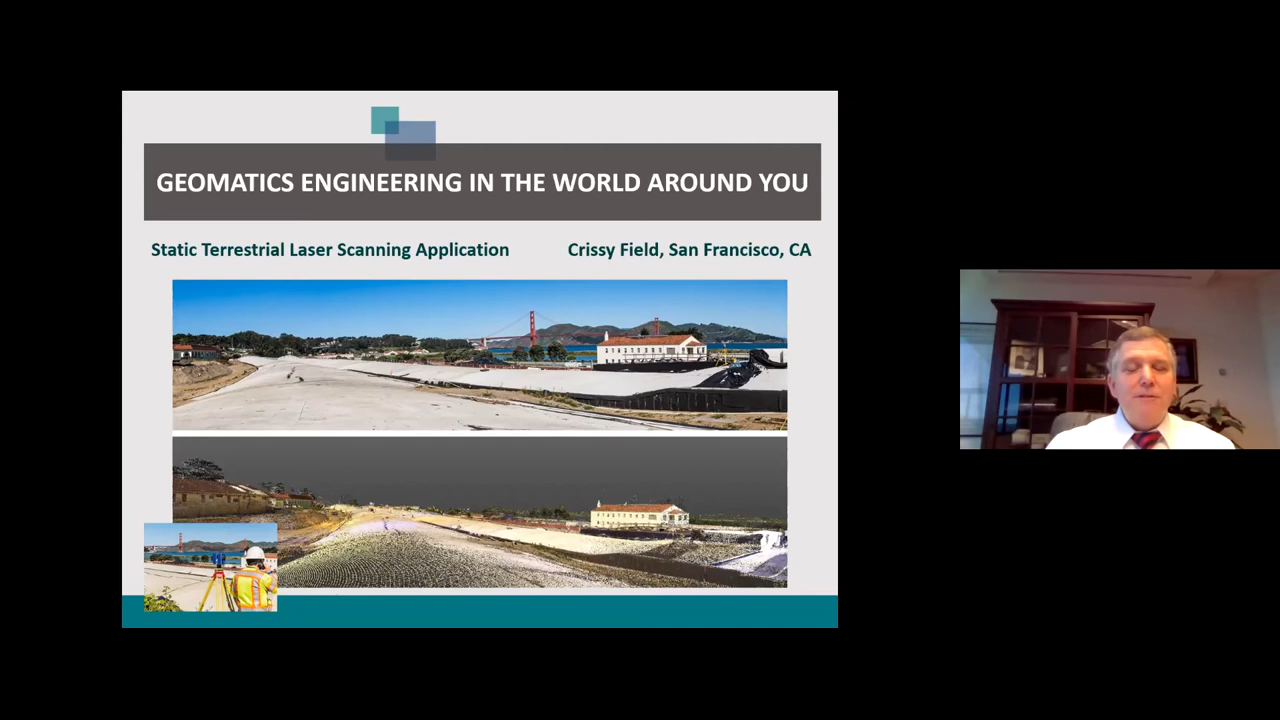 GEOMATICS ENGINEERING IN THE WORLD AROUND YOU
Static Terrestrial Laser Scanning Application
Crissy Field, San Francisco, CA